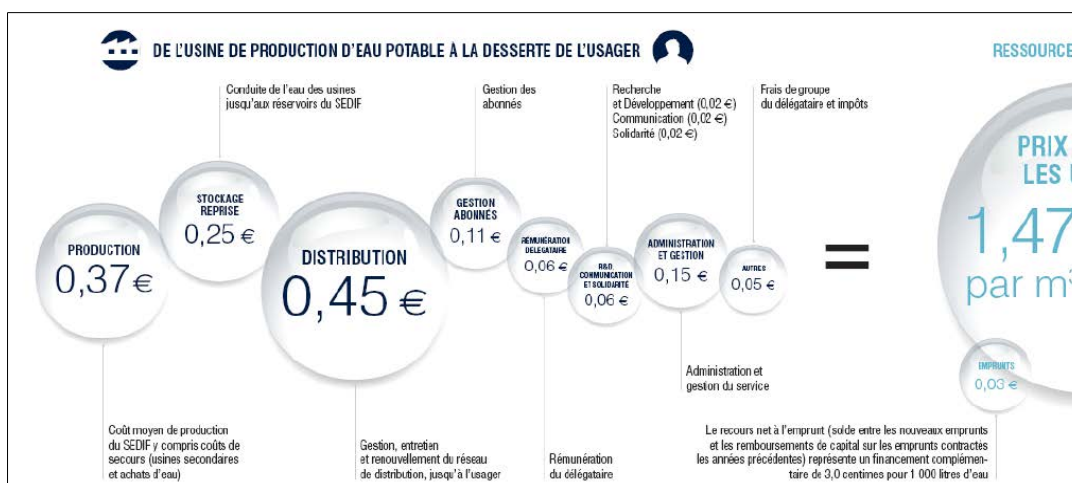 DE L'USINE DE PRODUCTION D'EAU POTABLE À LA DESSERTE DE L'USAGER
RESSOURCE
Conduite de l'eau des usines
jusqu'aux réservoirs du SEDIF
Gestion des
abonnés
Recherche
et Développement (0,02 €)
Communication (0,02 €)
Solidarité (0,02 €)
Frais de groupe
du délégataire et impôts
PRODUCTION
0,37 €
STOCKAGE
REPRISE
0,25 €
DISTRIBUTION
0,45 €
GESTION
ABONNÉS
0,11 €
RÉMUNÉRATION
DÉLÉGATAIRE
0,06 €
R&D,
COMMUNICATION
ET SOLIDARITÉ
0,06 €
ADMINISTRATION
ET GESTION
0,15 €
AUTRES
0,05 €
=
PRIX
LES
1,47
par m³
EMPRUNTS
0,03 €
Coût moyen de production
du SEDIF y compris coûts de
secours (usines secondaires
et achats d'eau)
Gestion, entretien
et renouvellement du réseau
de distribution, jusqu'à l'usager
Rémunération
du délégataire
Administration et
gestion du service
Le recours net à l'emprunt (solde entre les nouveaux emprunts
et les remboursements de capital sur les emprunts contractés
les années précédentes) représente un financement complémen-
taire de 3,0 centimes pour 1 000 litres d'eau